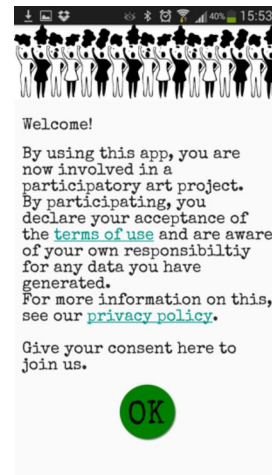 40% 15:53
Welcome!
By using this app, you are
now involved in a
participatory art project.
By participating, you
declare your acceptance of
the terms of use and are aware
of your own responsibiltiy
for any data you have
generated.
For more information on this,
see our privacy policy.
Give your consent here to
join us.
OK